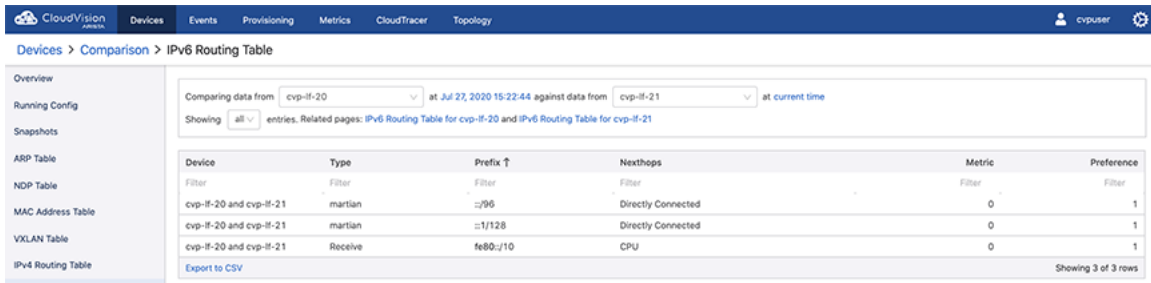 CloudVision Devices Events Provisioning Metrics CloudTracer Topology cvpuser
ARISTA
Devices > Comparison > IPv6 Routing Table
Overview
Running Config
Snapshots
ARP Table
NDP Table
MAC Address Table
VXLAN Table
IPv4 Routing Table
Comparing data from cvp-lf-20 at Jul 27, 2020 15:22:44 against data from cvp-lf-21 at current time
Showing all entries. Related pages: IPv6 Routing Table for cvp-lf-20 and IPv6 Routing Table for cvp-lf-21
Device Type Prefix ↑ Nexthops Metric Preference
Filter Filter Filter Filter Filter Filter
cvp-lf-20 and cvp-lf-21 martian ::/96 Directly Connected 0 1
cvp-lf-20 and cvp-lf-21 martian ::1/128 Directly Connected 0 1
cvp-lf-20 and cvp-lf-21 Receive fe80::/10 CPU 0 1
Export to CSV Showing 3 of 3 rows